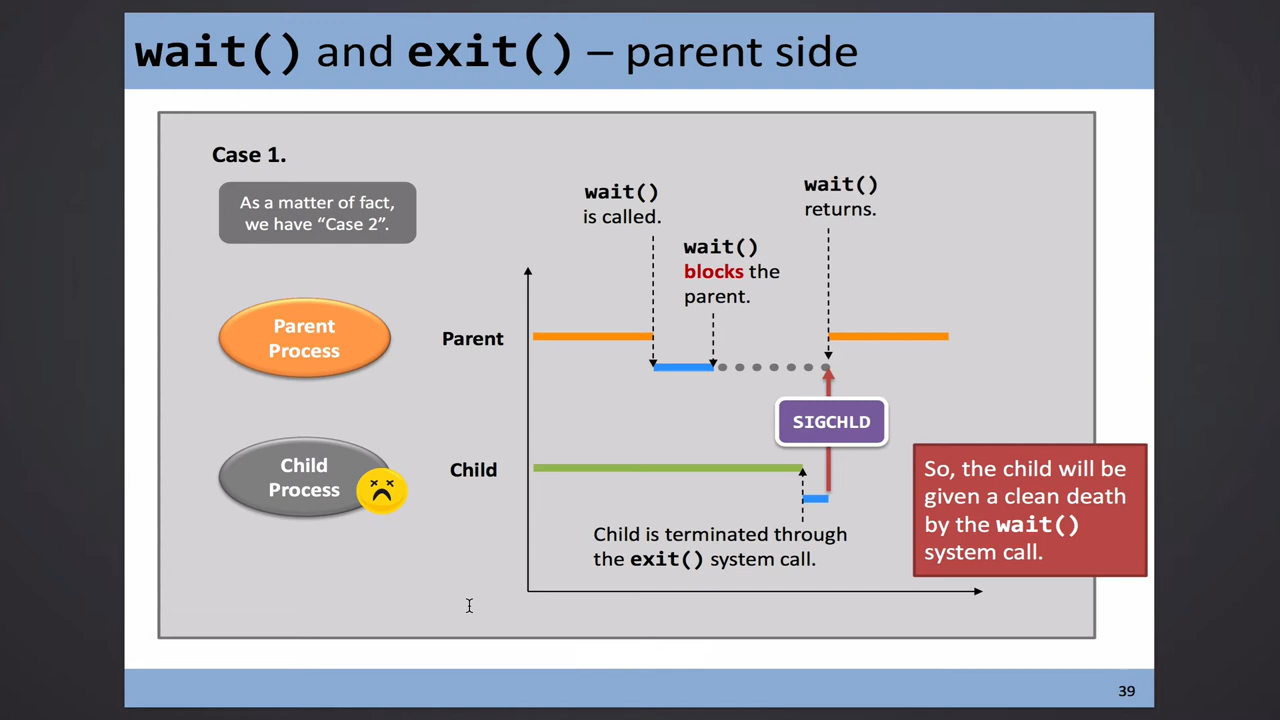 wait() and exit() – parent side
Case 1.
As a matter of fact,
we have “Case 2”.
wait()
is called.
wait()
blocks the
parent.
wait()
returns.
Parent
Process
Parent
SIGCHLD
Child
Process
Child
Child is terminated through
the exit() system call.
So, the child will be
given a clean death
by the wait()
system call.
39